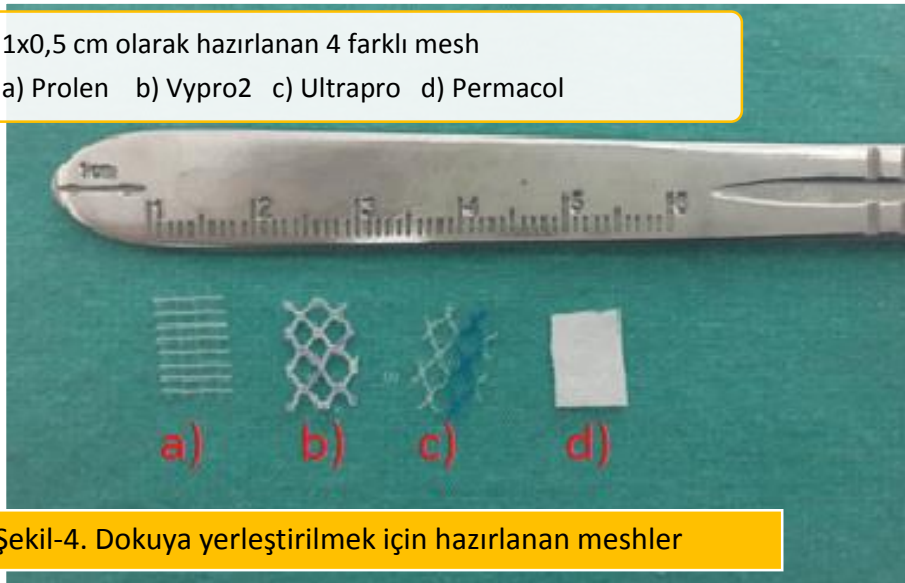 1x0,5 cm olarak hazırlanan 4 farklı mesh
a) Prolen b) Vypro2 c) Ultrapro d) Permacol
1cm
1 2 3 4 5 6
a) b) c) d)
Şekil-4. Dokuya yerleştirilmek için hazırlanan meshler